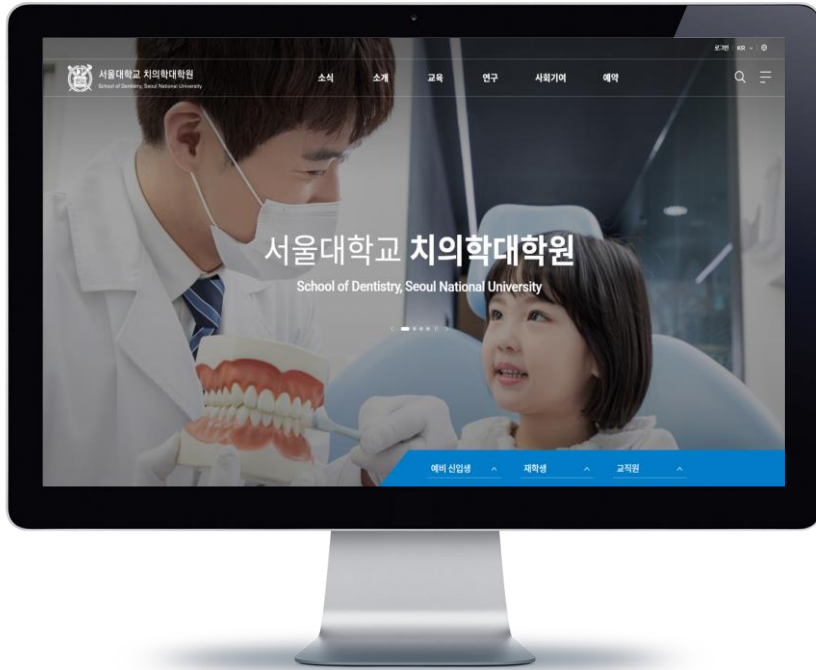 로그인 KR
서울대학교 치의학대학원
School of Dentistry, Seoul National University
소식 소개 교육 연구 사회기여 예약
서울대학교 치의학대학원
School of Dentistry, Seoul National University
예비 신입생 재학생 교직원